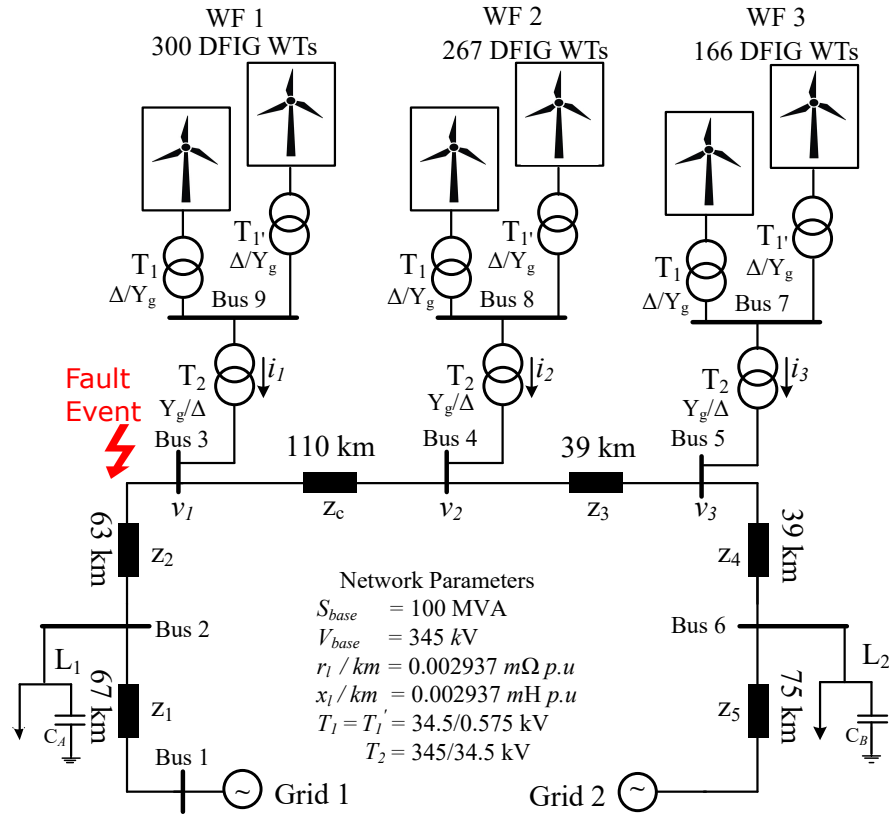 WF 1
300 DFIG WTs
WF 2
267 DFIG WTs
WF 3
166 DFIG WTs
T1
Δ/Yg
T1'
Δ/Yg
Bus 9
T1
Δ/Yg
T1'
Δ/Yg
Bus 8
T1
Δ/Yg
T1'
Δ/Yg
Bus 7
T2
Yg/Δ
i1
T2
Yg/Δ
i2
T2
Yg/Δ
i3
Fault
Event
Bus 3
110 km
Bus 4
39 km
Bus 5
v1
zc
v2
z3
v3
63 km
z2
z4
39 km
Network Parameters
Sbase = 100 MVA
Vbase = 345 kV
rl / km = 0.002937 mΩ p.u
xl / km = 0.002937 mH p.u
T1 = T1' = 34.5/0.575 kV
T2 = 345/34.5 kV
Bus 2
Bus 6
L1
CA
67 km
z1
z5
75 km
L2
CB
Bus 1
~
Grid 1
Grid 2
~